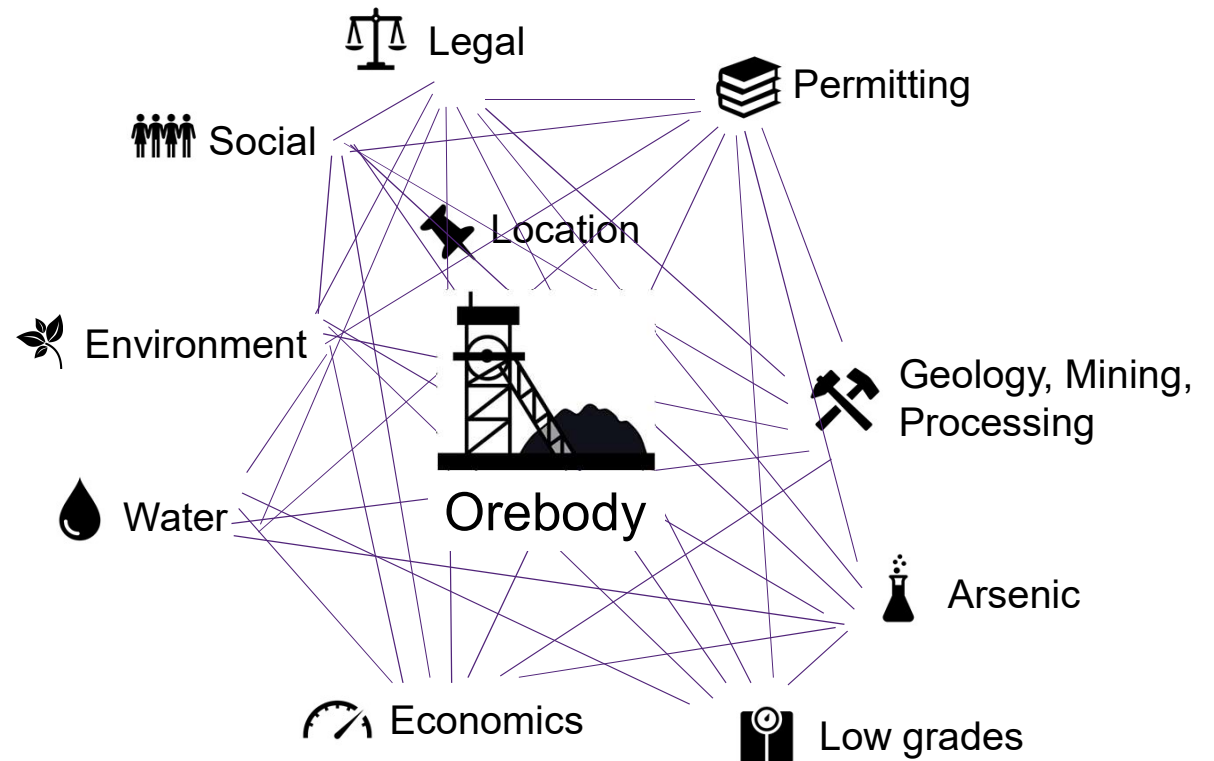 Legal
Permitting
Social
Location
Environment
Geology, Mining,
Processing
Water
Orebody
Arsenic
Economics
Low grades